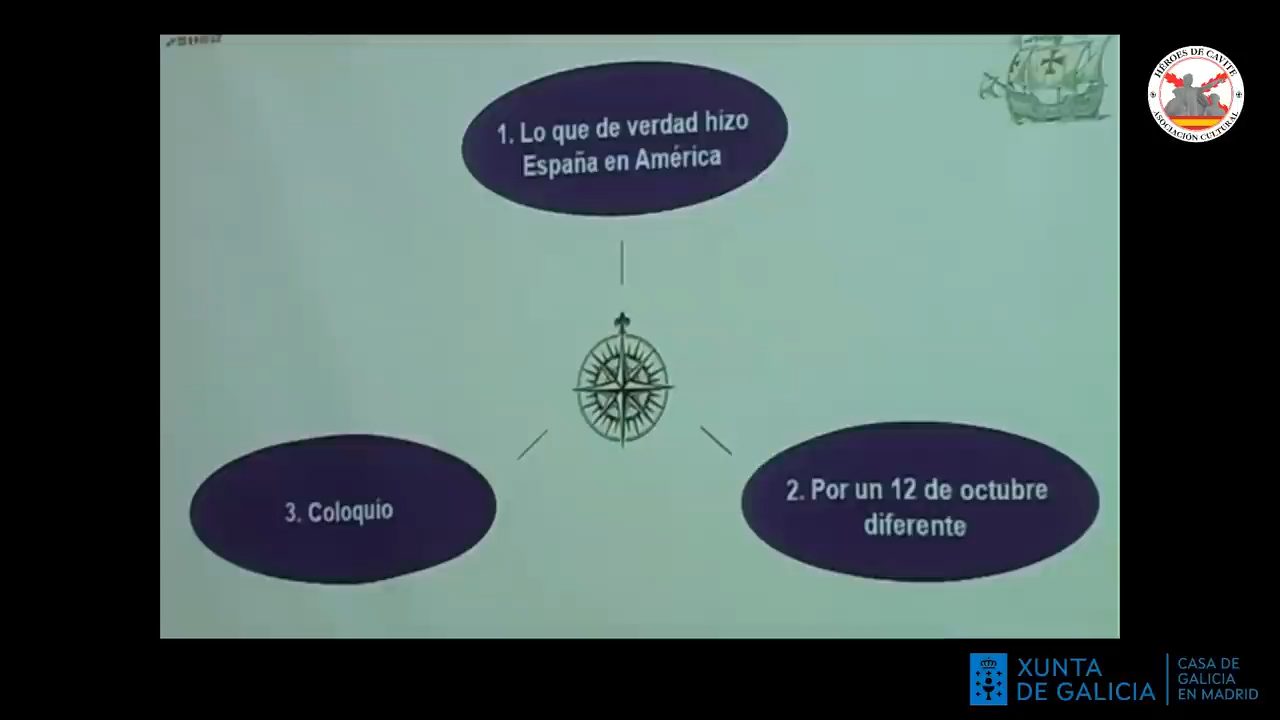 1. Lo que de verdad hizo
España en América
3. Coloquio
2. Por un 12 de octubre
diferente
HÉROES DE CAVITE
ASOCIACIÓN CULTURAL
XUNTA
DE GALICIA
CASA DE
GALICIA
EN MADRID